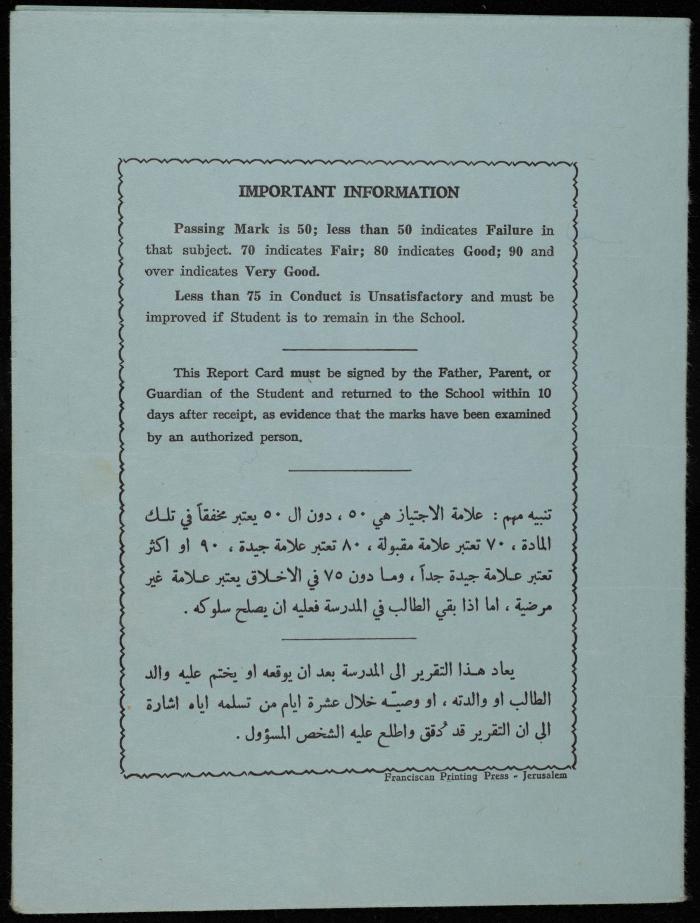 IMPORTANT INFORMATION
Passing Mark is 50; less than 50 indicates Failure in
that subject. 70 indicates Fair; 80 indicates Good; 90 and
over indicates Very Good.
Less than 75 in Conduct is Unsatisfactory and must be
improved if Student is to remain in the School.
This Report Card must be signed by the Father, Parent, or
Guardian of the Student and returned to the School within 10
days after receipt, as evidence that the marks have been examined
by an authorized person.
تنبيه مهم : علامة الاجتياز هي ٥٠ ، دون ال ٥٠ يعتبر مخفقاً في تلك
المادة ، ٧٠ تعتبر علامة مقبولة ، ٨٠ تعتبر علامة جيدة ، ٩٠ او اكثر
تعتبر علامة جيدة جداً ، وما دون ٧٥ في الاخلاق يعتبر علامة غير
مرضية ، اما اذا بقي الطالب في المدرسة فعليه ان يصلح سلوكه .
يعاد هذا التقرير الى المدرسة بعد ان يوقعه او يختم عليه والد
الطالب او والدته ، او وصيّه خلال عشرة ايام من تسلمه اياه اشارة
الى ان التقرير قد دُقق واطلع عليه الشخص المسؤول .
Franciscan Printing Press - Jerusalem